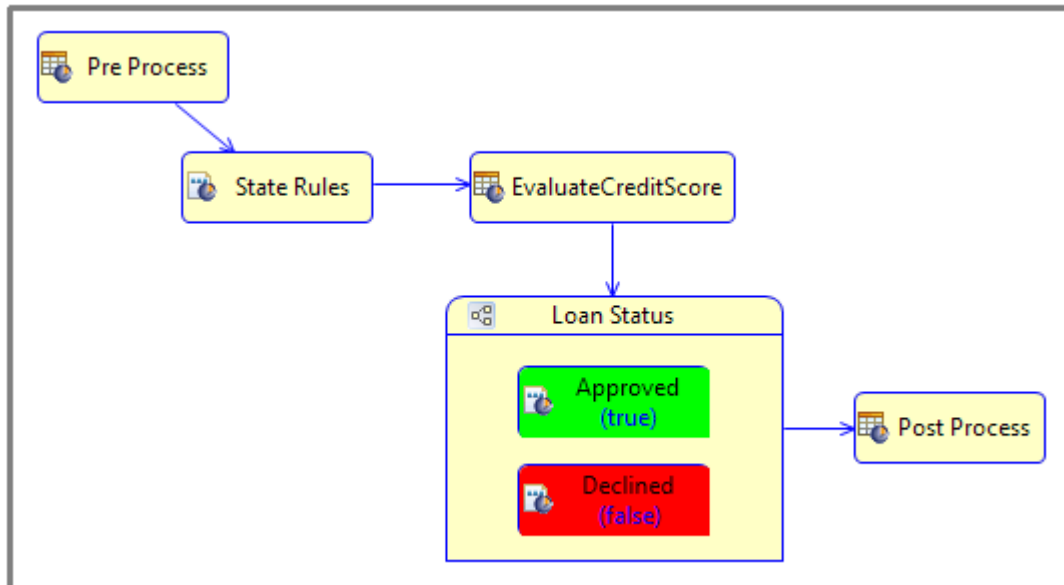 Pre Process
State Rules
EvaluateCreditScore
Loan Status
Approved
(true)
Declined
(false)
Post Process